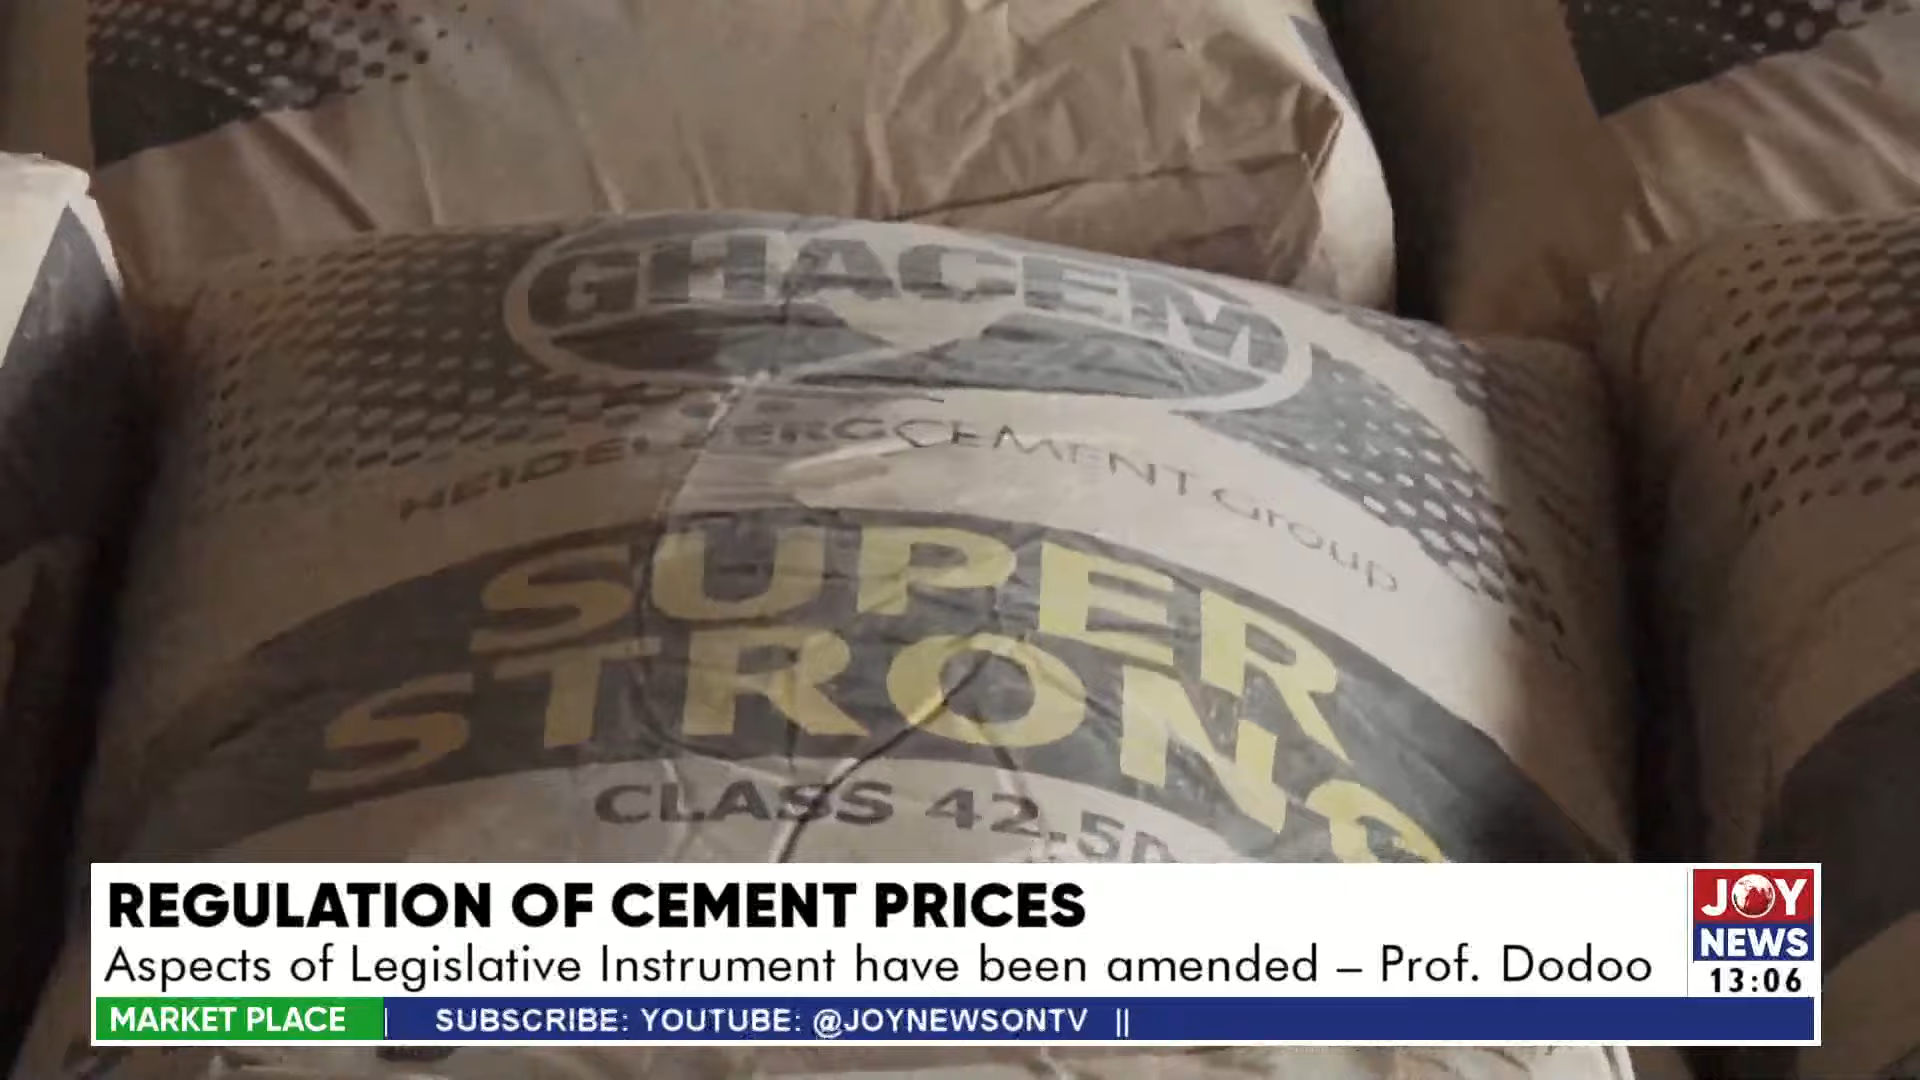 GHACEM
HEIDELBERGCEMENT Group
SUPER
STRONG
CLASS 42.5
REGULATION OF CEMENT PRICES
Aspects of Legislative Instrument have been amended – Prof. Dodoo
JOY
NEWS
13:06
MARKET PLACE
SUBSCRIBE: YOUTUBE: @JOYNEWSONTV ||